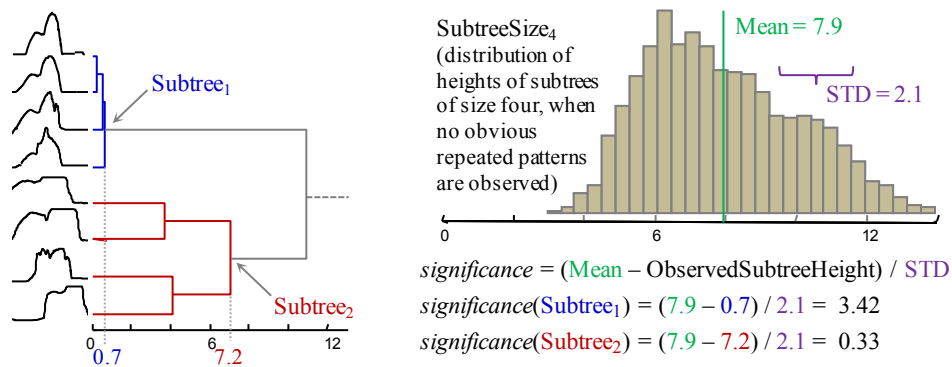 Subtree1
Subtree2
0
6
12
0.7
7.2
SubtreeSize4
(distribution of
heights of subtrees
of size four, when
no obvious
repeated patterns
are observed)
Mean = 7.9
STD = 2.1
0
6
12
significance = (Mean – ObservedSubtreeHeight) / STD
significance(Subtree1) = (7.9 – 0.7) / 2.1 = 3.42
significance(Subtree2) = (7.9 – 7.2) / 2.1 = 0.33